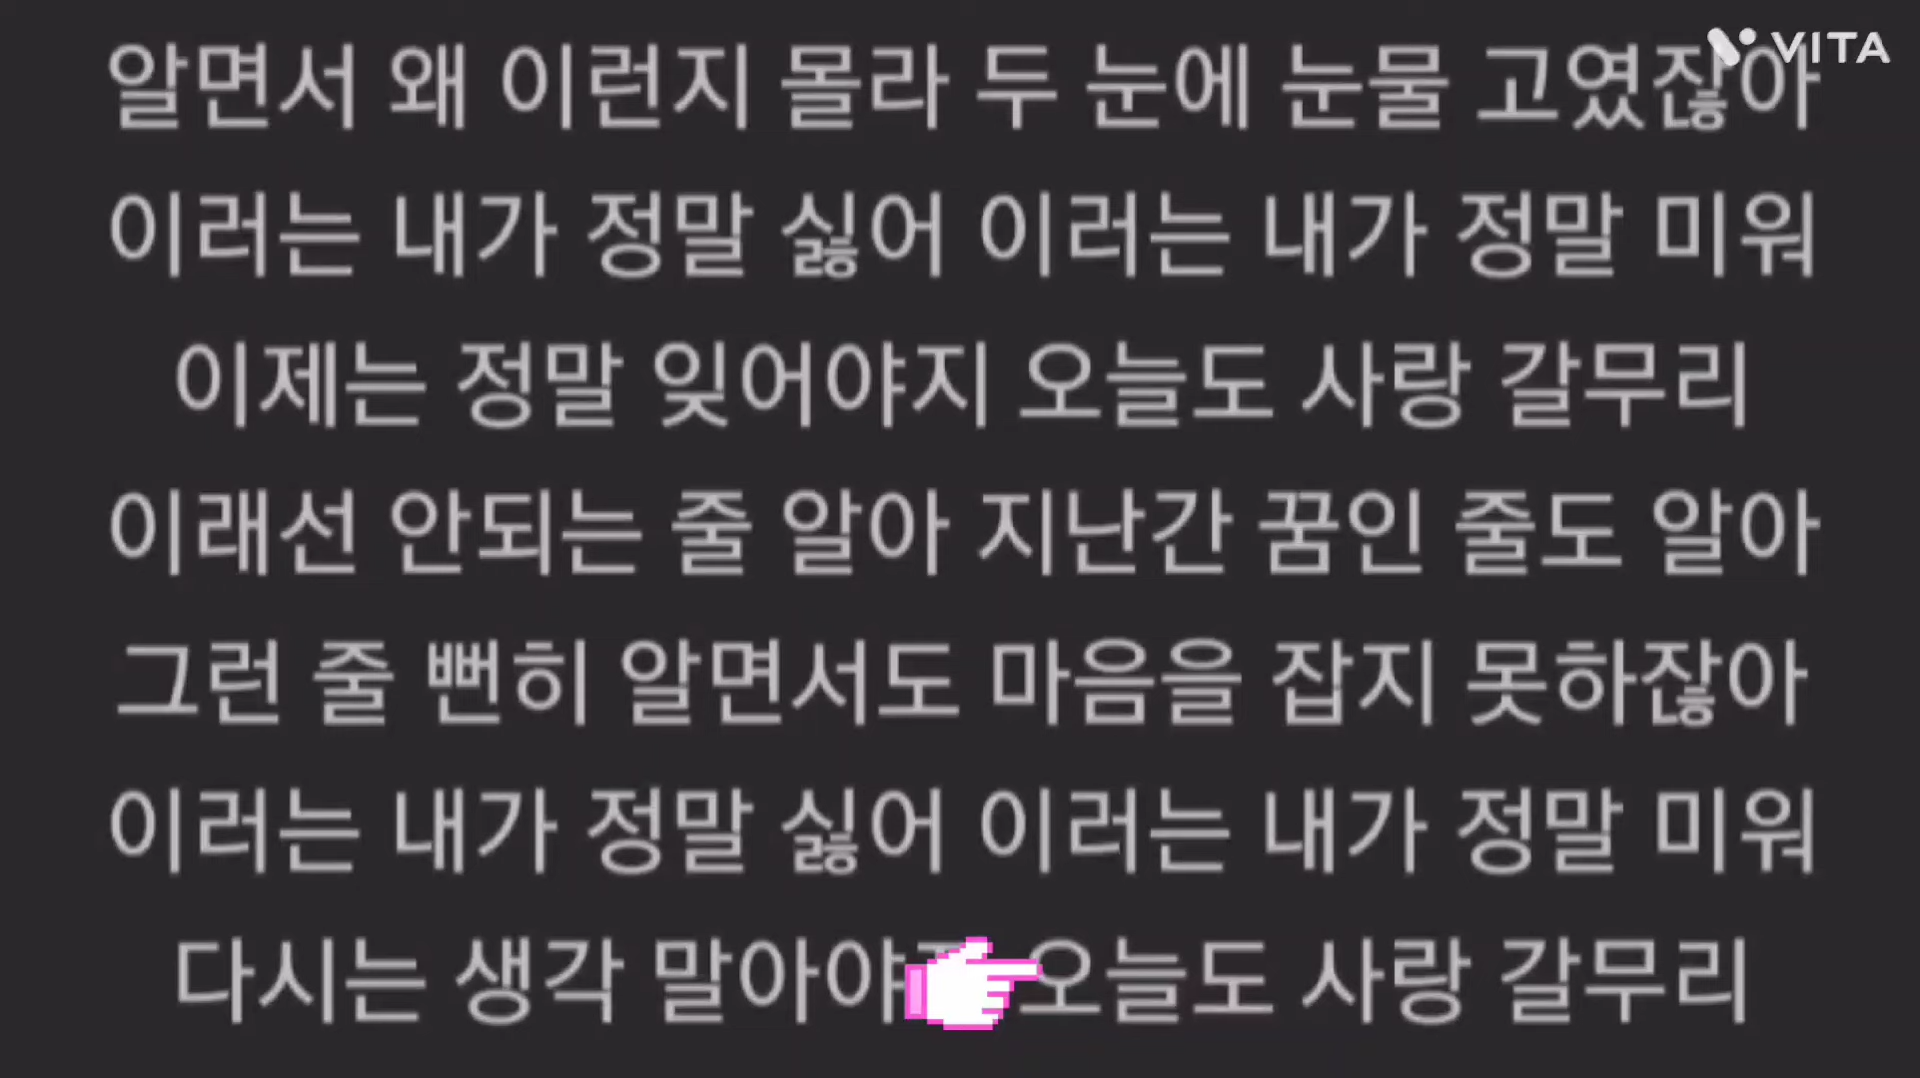 VITA
알면서 왜 이런지 몰라 두 눈에 눈물 고였잖아
이러는 내가 정말 싫어 이러는 내가 정말 미워
이제는 정말 잊어야지 오늘도 사랑 갈무리
이래선 안되는 줄 알아 지난간 꿈인 줄도 알아
그런 줄 뻔히 알면서도 마음을 잡지 못하잖아
이러는 내가 정말 싫어 이러는 내가 정말 미워
다시는 생각 오늘도 사랑 갈무리